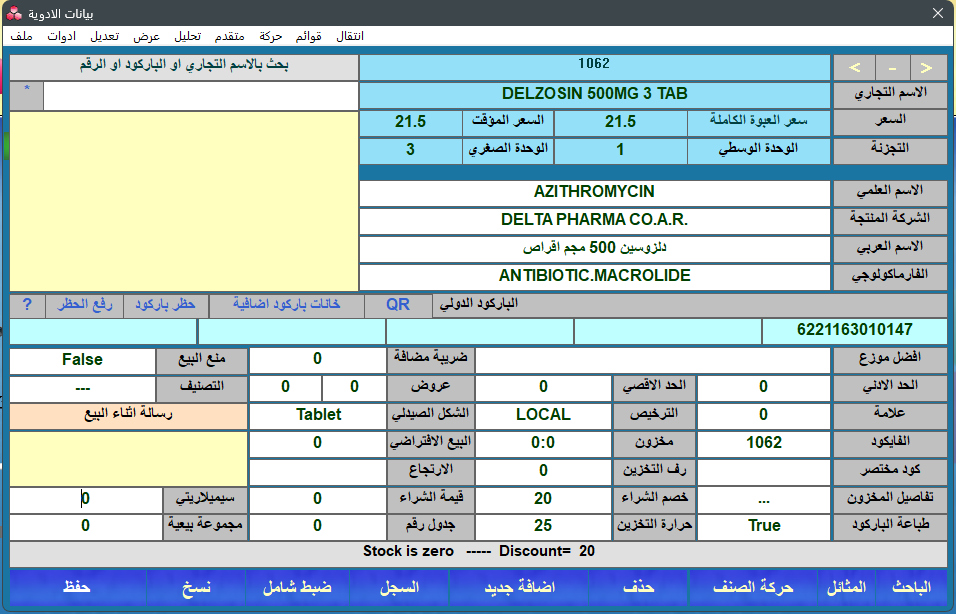 بيانات الادوية
ملف ادوات تعديل عرض تحليل متقدم حركة قوائم انتقال
< - > 1062 بحث بالاسم التجاري او الباركود او الرقم
الاسم التجاري DELZOSIN 500MG 3 TAB *
السعر سعر العبوة الكاملة 21.5 السعر المؤقت 21.5
التجزئة الوحدة الوسطي 1 الوحدة الصغري 3
الاسم العلمي AZITHROMYCIN
الشركة المنتجة DELTA PHARMA CO.A.R.
الاسم العربي دلزوسين 500 مجم اقراص
الفارماكولوجي ANTIBIOTIC.MACROLIDE
الباركود الدولي QR خانات باركود اضافية حظر باركود رفع الحظر ?
6221163010147
افضل موزع ضريبة مضافة 0 منع البيع False
الحد الادني 0 الحد الاقصي 0 عروض 0 0 التصنيف ---
علامة 0 الترخيص LOCAL الشكل الصيدلي Tablet رسالة اثناء البيع
الفايكود 1062 مخزون 0:0 البيع الافتراضي 0
كود مختصر رف التخزين 0 الارتجاع
تفاصيل المخزون ... خصم الشراء 20 قيمة الشراء 0 سيميلاريتي 0
طباعة الباركود True حرارة التخزين 25 جدول رقم 0 مجموعة بيعية 0
Stock is zero ----- Discount= 20
الباحث المثائل حركة الصنف حذف اضافة جديد السجل ضبط شامل نسخ حفظ